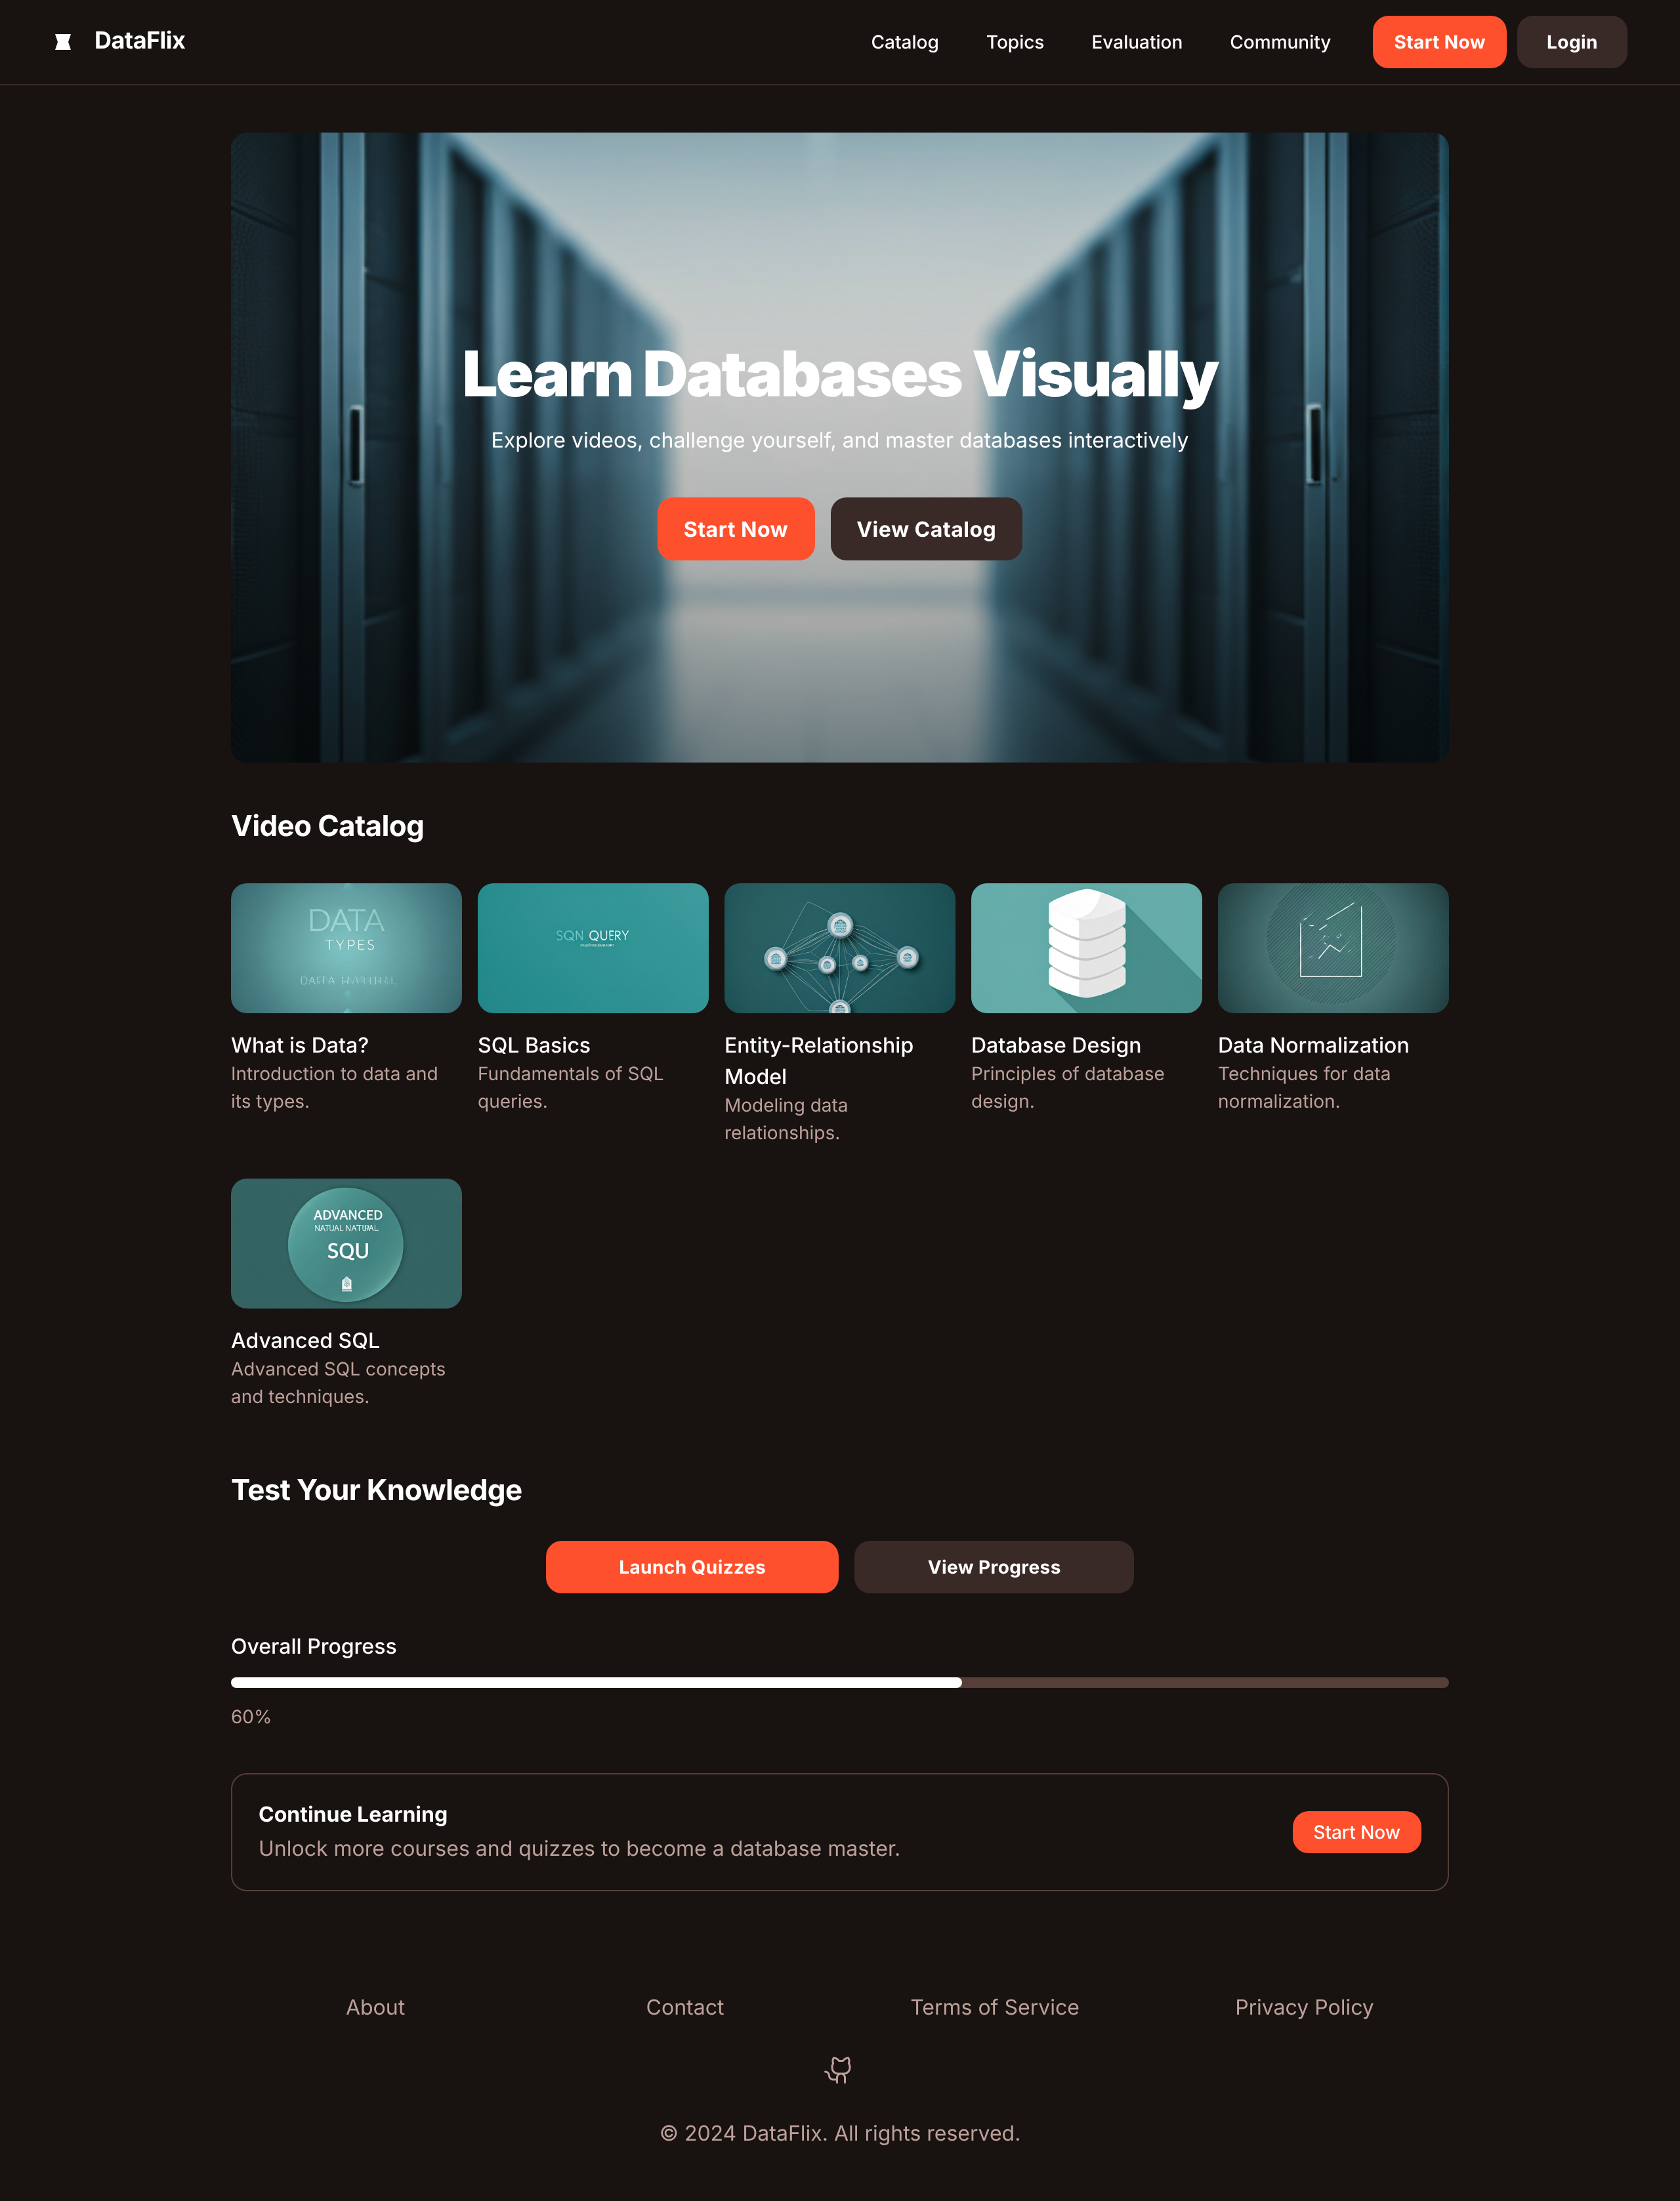 DataFlix
Catalog
Topics
Evaluation
Community
Start Now
Login
Learn Databases Visually
Explore videos, challenge yourself, and master databases interactively
Start Now
View Catalog
Video Catalog
DATA
TYPES
SQN QUERY
What is Data?
Introduction to data and
its types.
SQL Basics
Fundamentals of SQL
queries.
Entity-Relationship
Model
Modeling data
relationships.
Database Design
Principles of database
design.
Data Normalization
Techniques for data
normalization.
ADVANCED
SQU
Advanced SQL
Advanced SQL concepts
and techniques.
Test Your Knowledge
Launch Quizzes
View Progress
Overall Progress
60%
Continue Learning
Unlock more courses and quizzes to become a database master.
Start Now
About
Contact
Terms of Service
Privacy Policy
© 2024 DataFlix. All rights reserved.